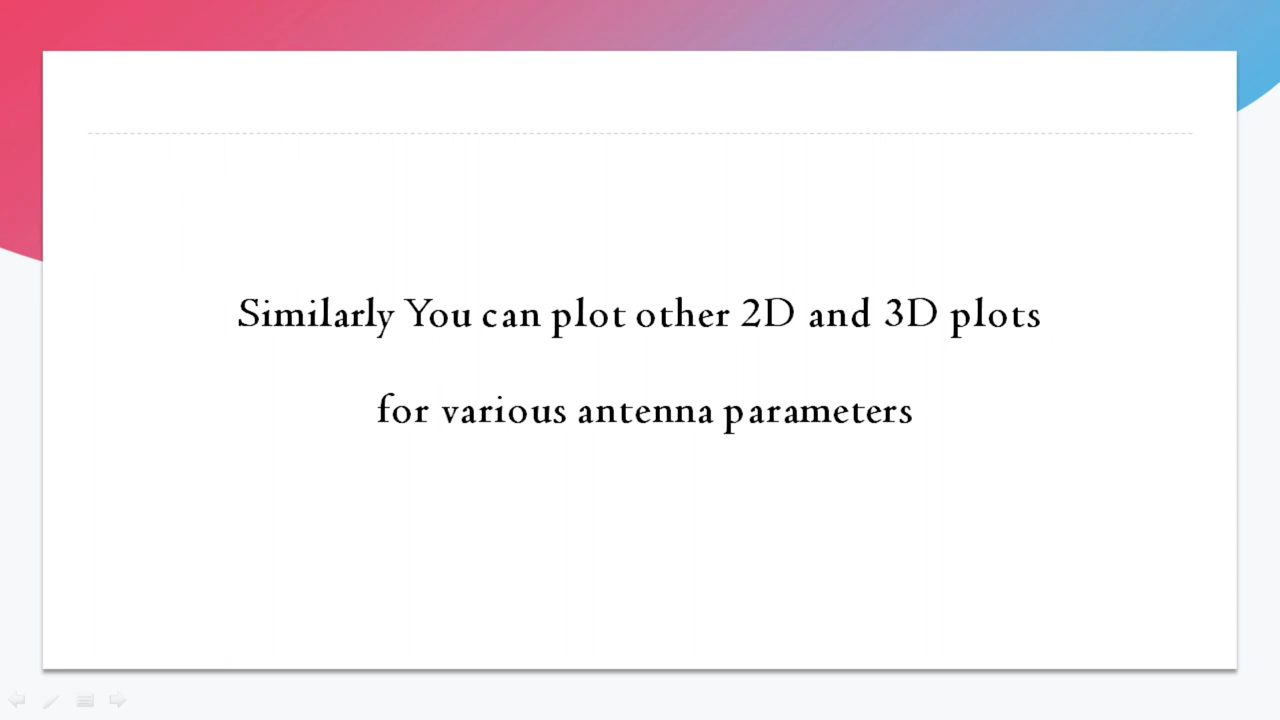 Similarly You can plot other 2D and 3D plots
for various antenna parameters